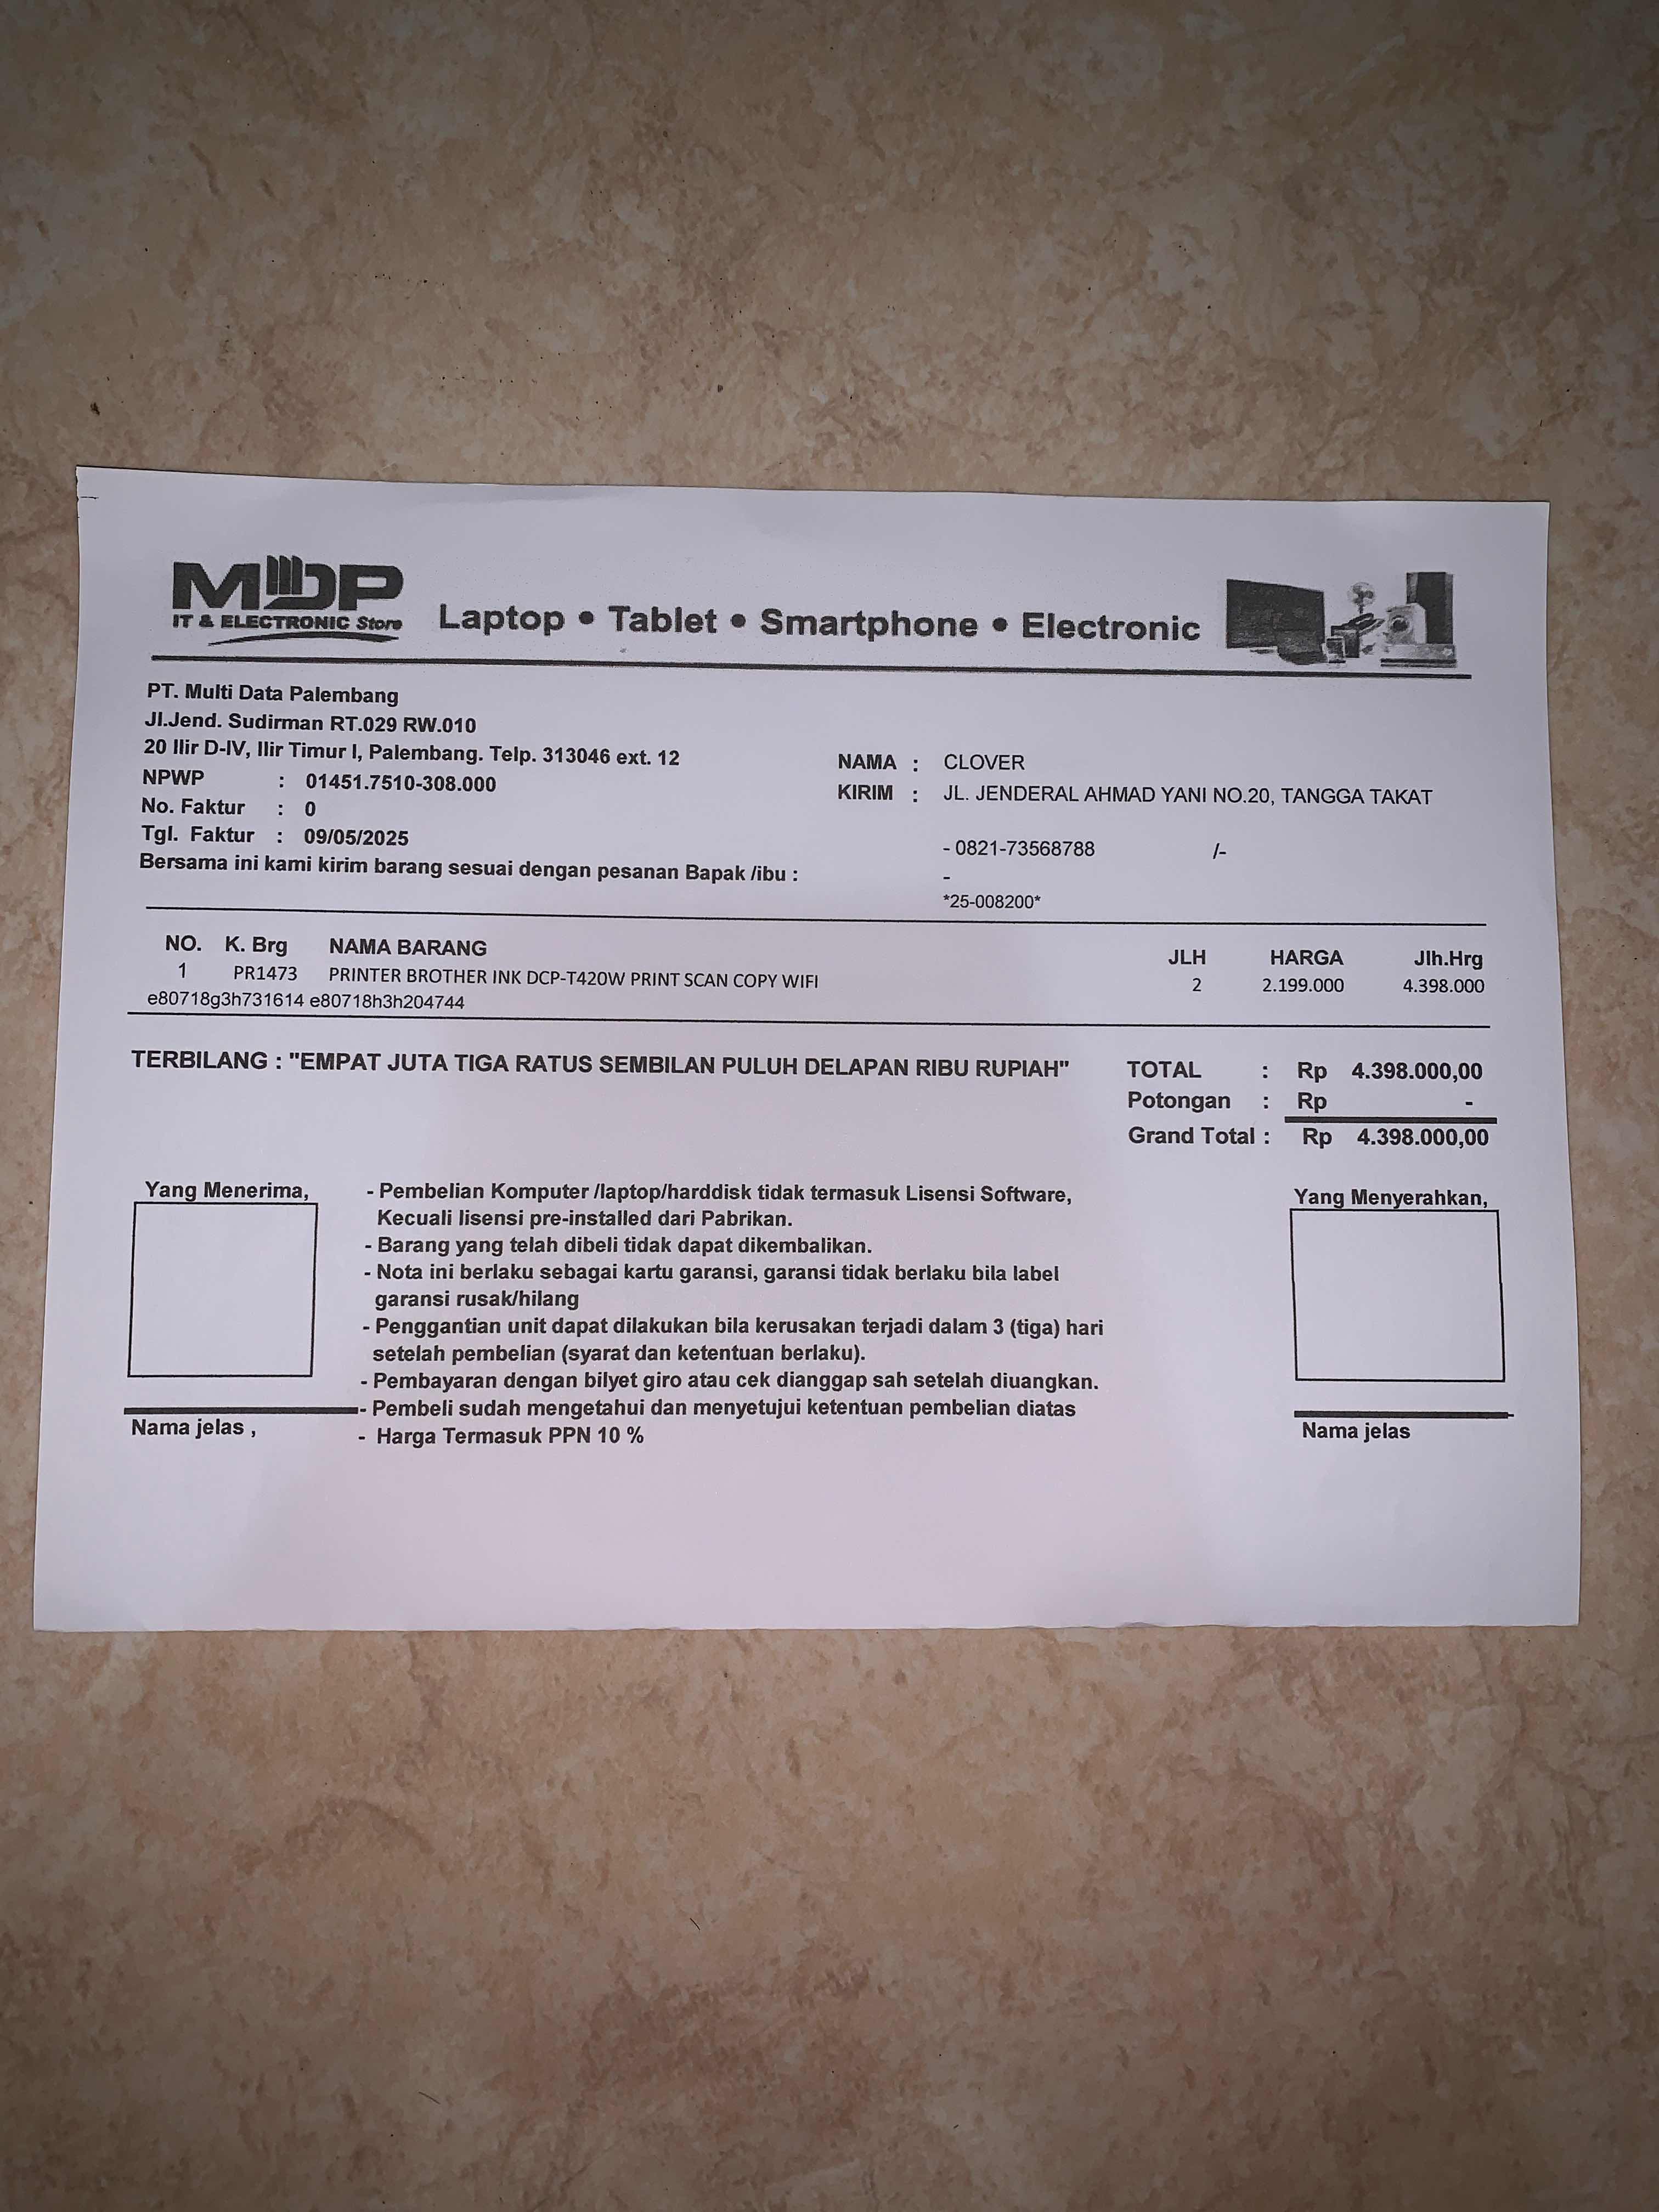 MDP
IT & ELECTRONIC Store
Laptop • Tablet • Smartphone • Electronic
PT. Multi Data Palembang
Jl.Jend. Sudirman RT.029 RW.010
20 Ilir D-IV, Ilir Timur I, Palembang. Telp. 313046 ext. 12
NPWP : 01451.7510-308.000
No. Faktur : 0
Tgl. Faktur : 09/05/2025
Bersama ini kami kirim barang sesuai dengan pesanan Bapak /ibu :
NAMA : CLOVER
KIRIM : JL. JENDERAL AHMAD YANI NO.20, TANGGA TAKAT
- 0821-73568788 /-
-
*25-008200*
NO. K. Brg NAMA BARANG JLH HARGA Jlh.Hrg
1 PR1473 PRINTER BROTHER INK DCP-T420W PRINT SCAN COPY WIFI 2 2.199.000 4.398.000
e80718g3h731614 e80718h3h204744
TERBILANG : "EMPAT JUTA TIGA RATUS SEMBILAN PULUH DELAPAN RIBU RUPIAH"
TOTAL : Rp 4.398.000,00
Potongan : Rp -
Grand Total : Rp 4.398.000,00
Yang Menerima,
- Pembelian Komputer /laptop/harddisk tidak termasuk Lisensi Software,
Kecuali lisensi pre-installed dari Pabrikan.
- Barang yang telah dibeli tidak dapat dikembalikan.
- Nota ini berlaku sebagai kartu garansi, garansi tidak berlaku bila label
garansi rusak/hilang
- Penggantian unit dapat dilakukan bila kerusakan terjadi dalam 3 (tiga) hari
setelah pembelian (syarat dan ketentuan berlaku).
- Pembayaran dengan bilyet giro atau cek dianggap sah setelah diuangkan.
- Pembeli sudah mengetahui dan menyetujui ketentuan pembelian diatas
- Harga Termasuk PPN 10 %
Nama jelas ,
Yang Menyerahkan,
Nama jelas